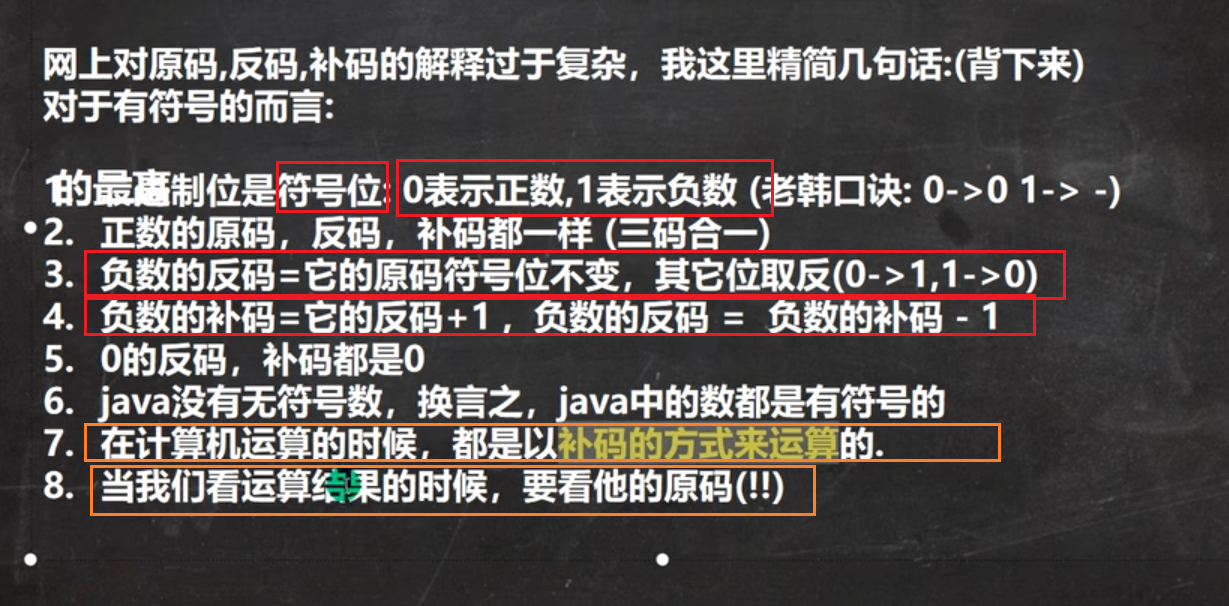 网上对原码,反码,补码的解释过于复杂，我这里精简几句话:(背下来)
对于有符号的而言:
的最高
制位是符号位: 0表示正数,1表示负数 (老韩口诀: 0->0 1-> -)
2. 正数的原码，反码，补码都一样 (三码合一)
3. 负数的反码=它的原码符号位不变，其它位取反(0->1,1->0)
4. 负数的补码=它的反码+1 ，负数的反码 = 负数的补码 - 1
5. 0的反码，补码都是0
6. java没有无符号数，换言之，java中的数都是有符号的
7. 在计算机运算的时候，都是以补码的方式来运算的.
8. 当我们看运算结果的时候，要看他的原码(!!)